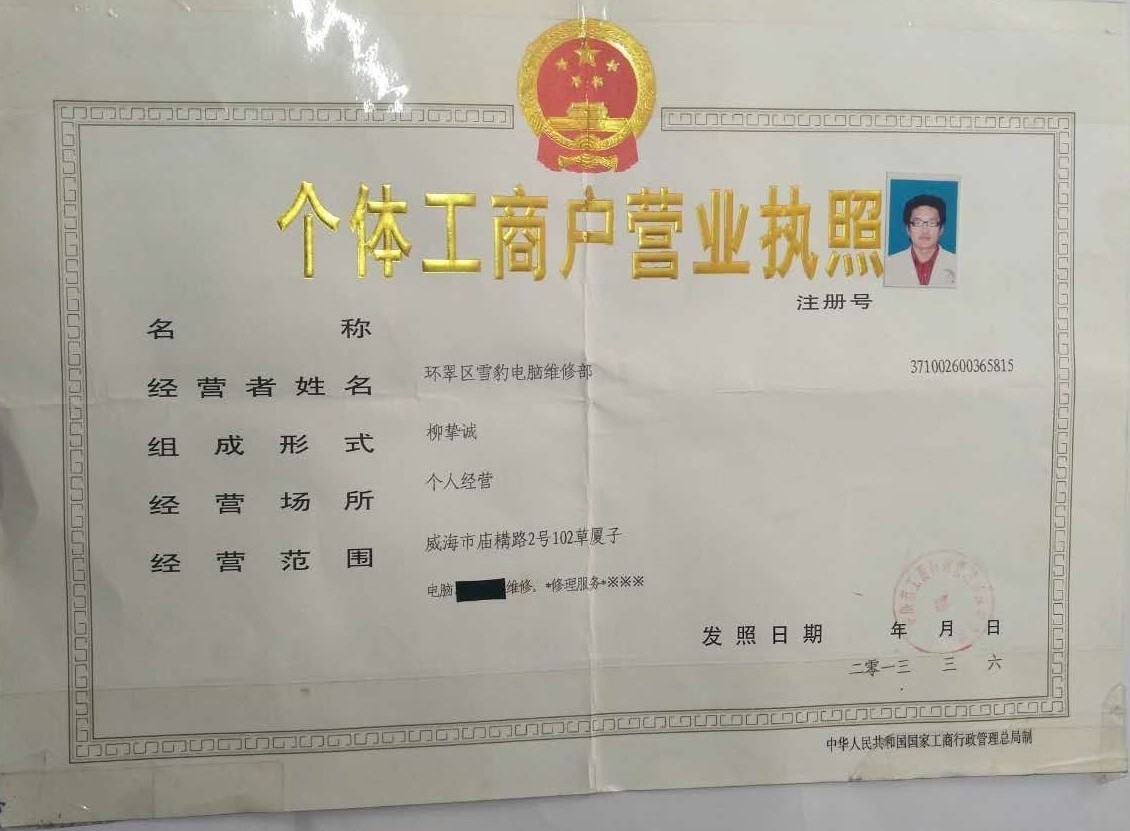 个体工商户营业执照
注册号
371002600365815
名称
环翠区雪豹电脑维修部
经营者姓名
柳挚诚
组成形式
个人经营
经营场所
威海市庙耩路2号102草厦子
经营范围
电脑 维修。*修理服务*※※※
发照日期 年 月 日
二零一三 三 六
中华人民共和国国家工商行政管理总局制